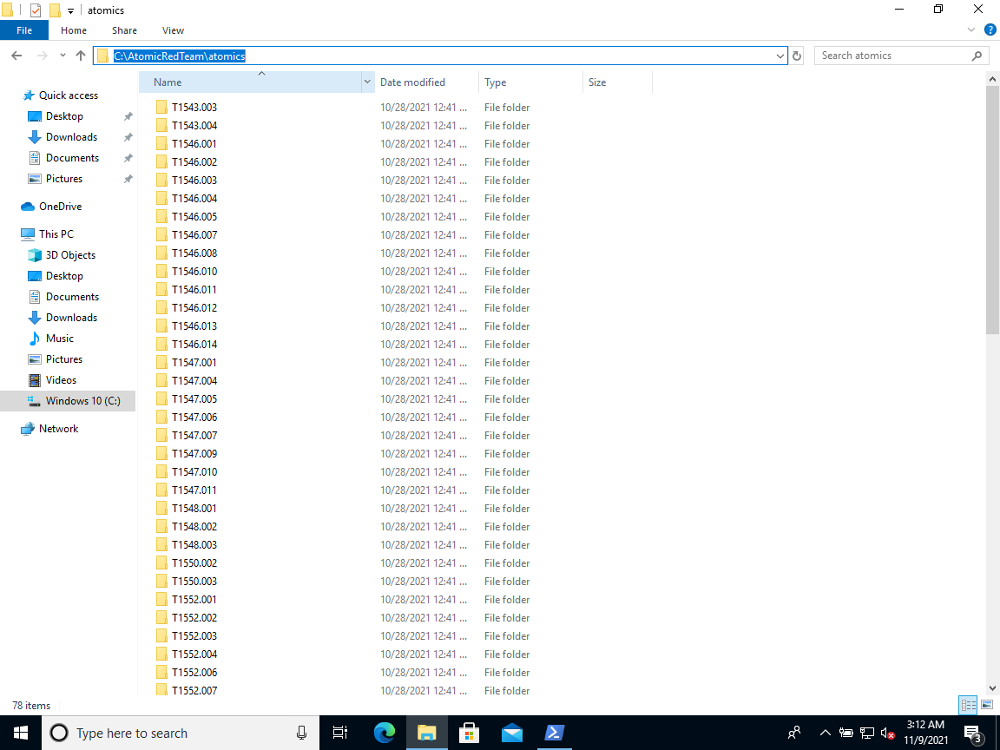 atomics
File Home Share View
C:\AtomicRedTeam\atomics Search atomics
Name Date modified Type Size
Quick access
Desktop
Downloads
Documents
Pictures
OneDrive
This PC
3D Objects
Desktop
Documents
Downloads
Music
Pictures
Videos
Windows 10 (C:)
Network
T1543.003 10/28/2021 12:41 ... File folder
T1543.004 10/28/2021 12:41 ... File folder
T1546.001 10/28/2021 12:41 ... File folder
T1546.002 10/28/2021 12:41 ... File folder
T1546.003 10/28/2021 12:41 ... File folder
T1546.004 10/28/2021 12:41 ... File folder
T1546.005 10/28/2021 12:41 ... File folder
T1546.007 10/28/2021 12:41 ... File folder
T1546.008 10/28/2021 12:41 ... File folder
T1546.010 10/28/2021 12:41 ... File folder
T1546.011 10/28/2021 12:41 ... File folder
T1546.012 10/28/2021 12:41 ... File folder
T1546.013 10/28/2021 12:41 ... File folder
T1546.014 10/28/2021 12:41 ... File folder
T1547.001 10/28/2021 12:41 ... File folder
T1547.004 10/28/2021 12:41 ... File folder
T1547.005 10/28/2021 12:41 ... File folder
T1547.006 10/28/2021 12:41 ... File folder
T1547.007 10/28/2021 12:41 ... File folder
T1547.009 10/28/2021 12:41 ... File folder
T1547.010 10/28/2021 12:41 ... File folder
T1547.011 10/28/2021 12:41 ... File folder
T1548.001 10/28/2021 12:41 ... File folder
T1548.002 10/28/2021 12:41 ... File folder
T1548.003 10/28/2021 12:41 ... File folder
T1550.002 10/28/2021 12:41 ... File folder
T1550.003 10/28/2021 12:41 ... File folder
T1552.001 10/28/2021 12:41 ... File folder
T1552.002 10/28/2021 12:41 ... File folder
T1552.003 10/28/2021 12:41 ... File folder
T1552.004 10/28/2021 12:41 ... File folder
T1552.006 10/28/2021 12:41 ... File folder
T1552.007 10/28/2021 12:41 ... File folder
78 items
Type here to search
3:12 AM
11/9/2021
3